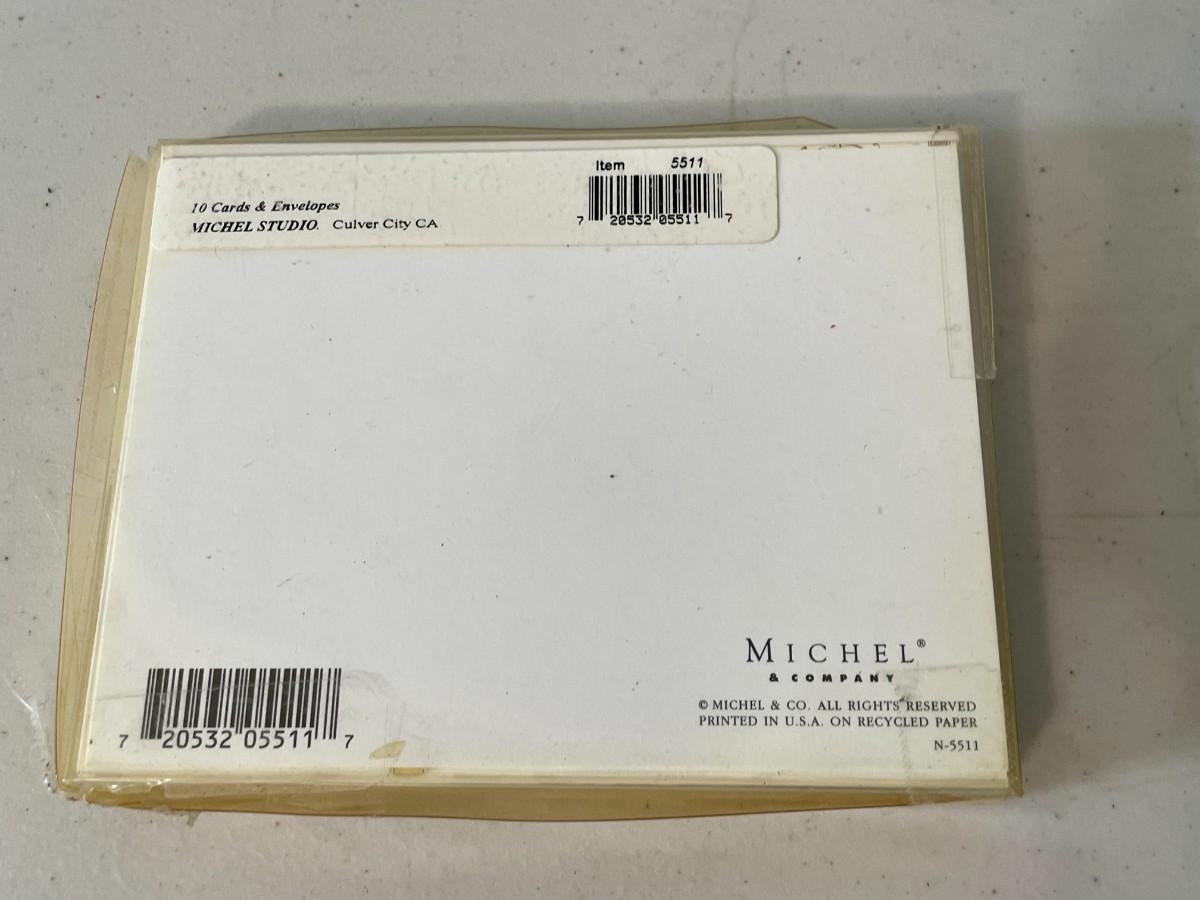 Item 5511
10 Cards & Envelopes
MICHEL STUDIO. Culver City CA
7 20532 05511 7
MICHEL®
& COMPANY
© MICHEL & CO. ALL RIGHTS RESERVED
PRINTED IN U.S.A. ON RECYCLED PAPER
N-5511
7 20532 05511 7